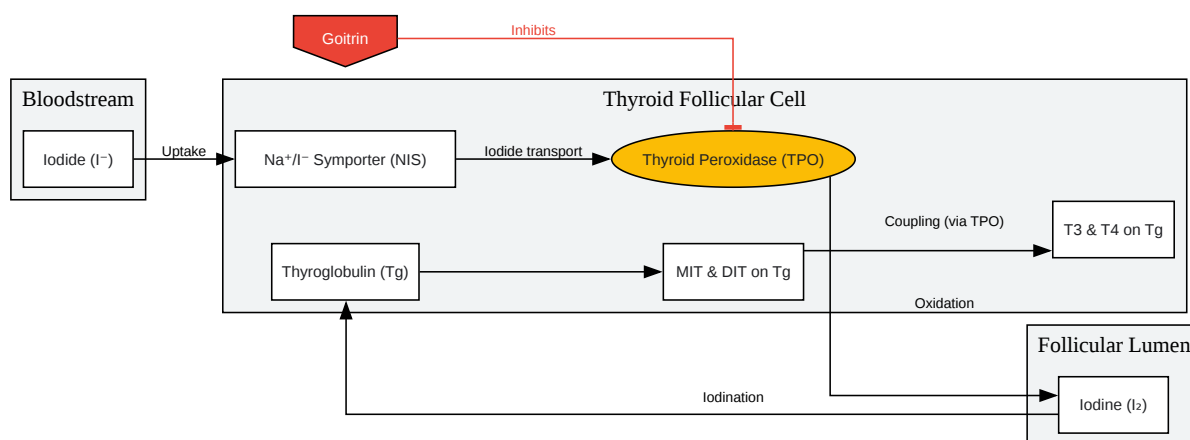 Goitrin
Inhibits
Bloodstream
Thyroid Follicular Cell
Iodide (I⁻)
Uptake
Na⁺/I⁻ Symporter (NIS)
Iodide transport
Thyroid Peroxidase (TPO)
Coupling (via TPO)
T3 & T4 on Tg
Thyroglobulin (Tg)
MIT & DIT on Tg
Oxidation
Follicular Lumen
Iodination
Iodine (I₂)